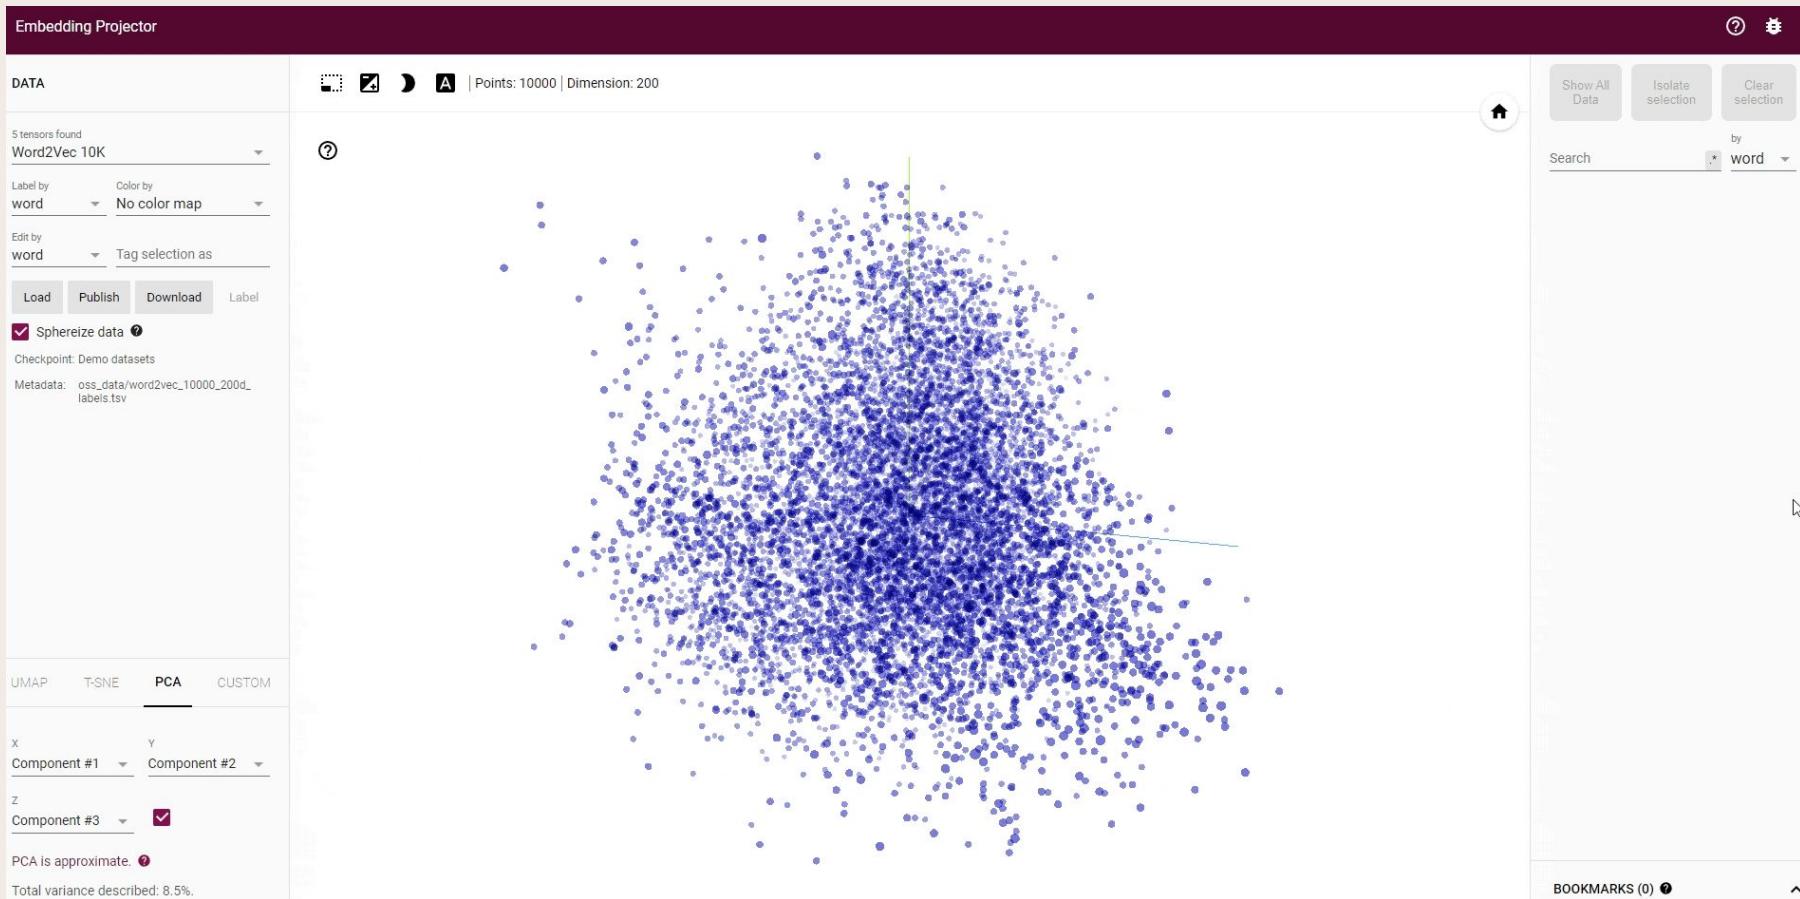 Embedding Projector
DATA
5 tensors found
Word2Vec 10K
Label by
Color by
word
No color map
Edit by
word
Tag selection as
Load
Publish
Download
Label
Sphereize data
Checkpoint: Demo datasets
Metadata: oss_data/word2vec_10000_200d_
labels.tsv
UMAP
T-SNE
PCA
CUSTOM
X
Y
Component #1
Component #2
Z
Component #3
PCA is approximate.
Total variance described: 8.5%.
A
Points: 10000
Dimension: 200
Show All
Data
Isolate
selection
Clear
selection
by
Search
.*
word
BOOKMARKS (0)